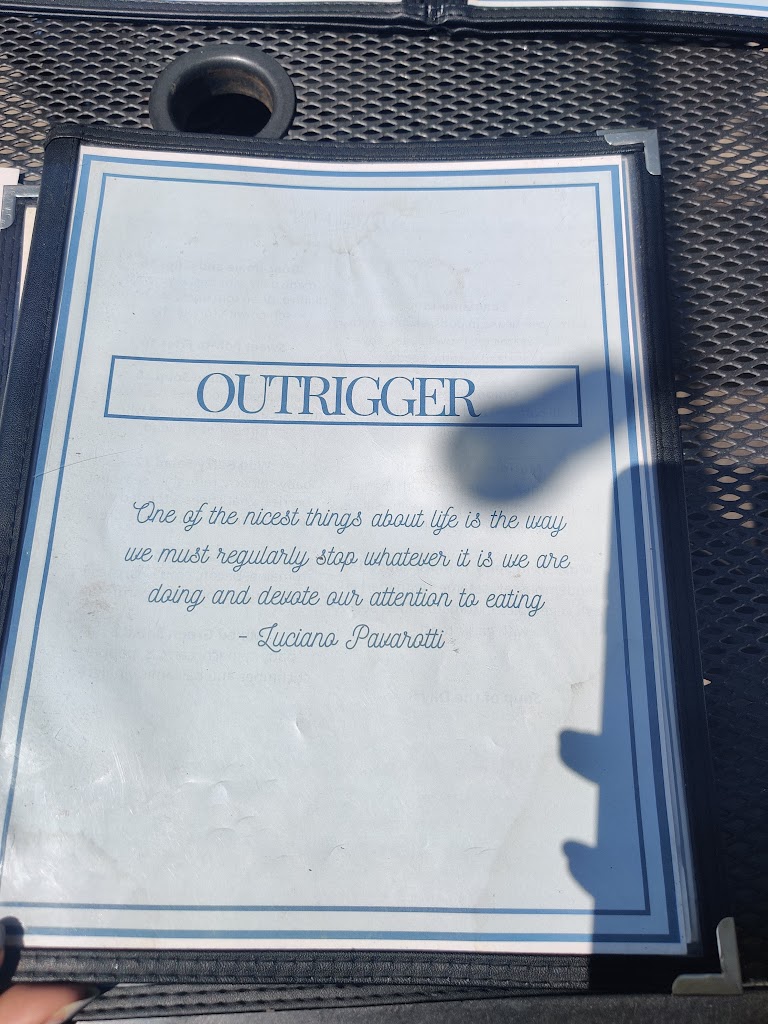 OUTRIGGER
One of the nicest things about life is the way
we must regularly stop whatever it is we are
doing and devote our attention to eating
- Luciano Pavarotti